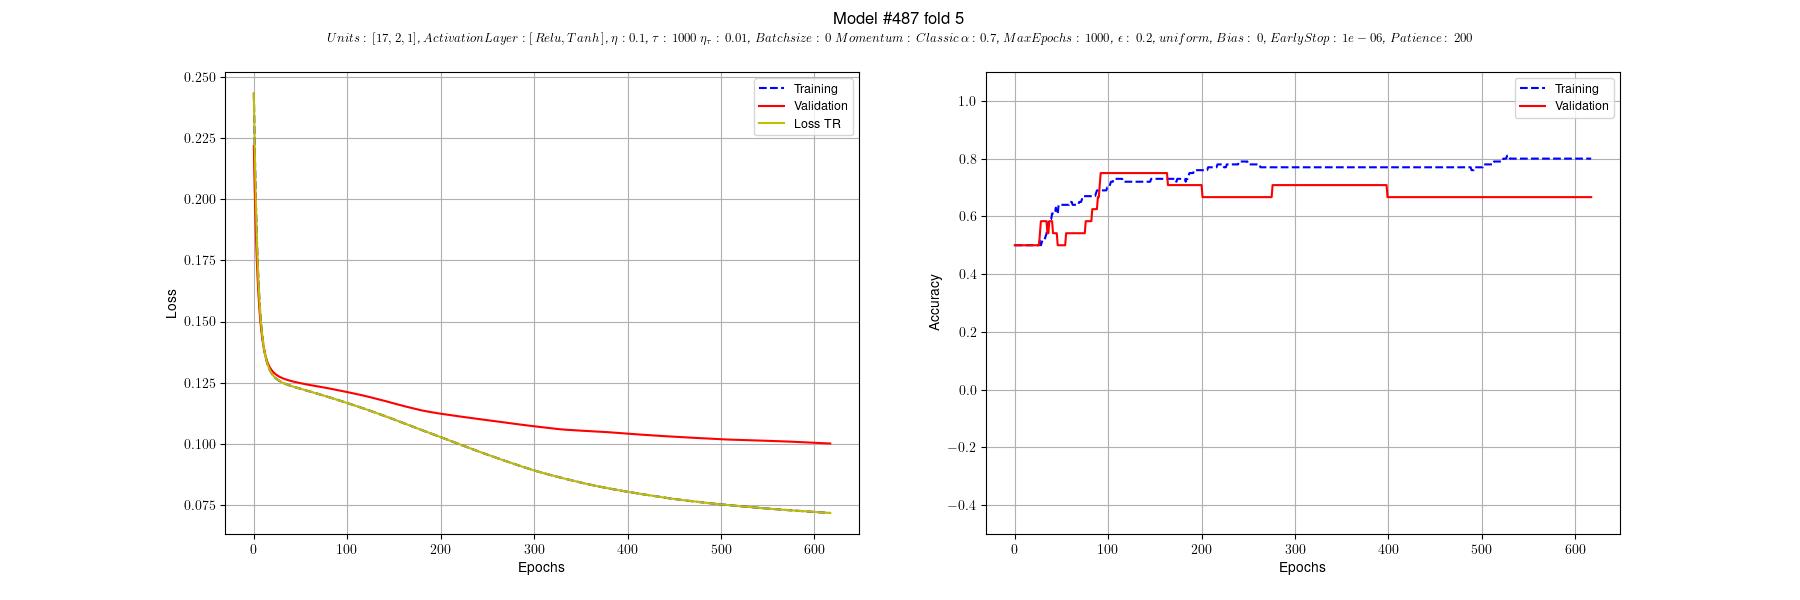 Model #487 fold 5
Units : [17, 2, 1], ActivationLayer : [ Relu, Tanh], η : 0.1, τ : 1000 ητ : 0.01, Batchsize : 0 Momentum : Classic α : 0.7, MaxEpochs : 1000, ϵ : 0.2, uniform, Bias : 0, EarlyStop : 1e − 06, Patience : 200
0.250
0.225
0.200
0.175
0.150
0.125
0.100
0.075
Loss
Training
Validation
Loss TR
0 100 200 300 400 500 600
Epochs
1.0
0.8
0.6
0.4
0.2
0.0
−0.2
−0.4
Accuracy
Training
Validation
0 100 200 300 400 500 600
Epochs